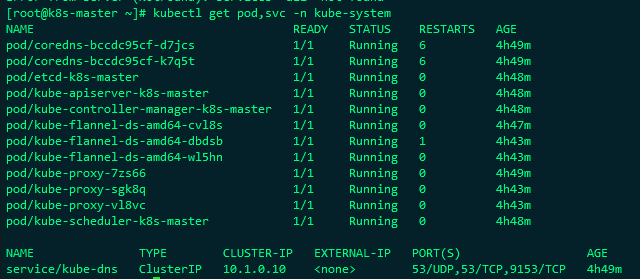 [root@k8s-master ~]# kubectl get pod,svc -n kube-system
NAME READY STATUS RESTARTS AGE
pod/coredns-bccdc95cf-d7jcs 1/1 Running 6 4h49m
pod/coredns-bccdc95cf-k7q5t 1/1 Running 6 4h49m
pod/etcd-k8s-master 1/1 Running 0 4h48m
pod/kube-apiserver-k8s-master 1/1 Running 0 4h48m
pod/kube-controller-manager-k8s-master 1/1 Running 0 4h48m
pod/kube-flannel-ds-amd64-cvl8s 1/1 Running 0 4h47m
pod/kube-flannel-ds-amd64-dbdsb 1/1 Running 1 4h43m
pod/kube-flannel-ds-amd64-wl5hn 1/1 Running 0 4h43m
pod/kube-proxy-7zs66 1/1 Running 0 4h49m
pod/kube-proxy-sgk8q 1/1 Running 0 4h43m
pod/kube-proxy-vl8vc 1/1 Running 0 4h43m
pod/kube-scheduler-k8s-master 1/1 Running 0 4h48m
NAME TYPE CLUSTER-IP EXTERNAL-IP PORT(S) AGE
service/kube-dns ClusterIP 10.1.0.10 <none> 53/UDP,53/TCP,9153/TCP 4h49m